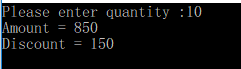 Please enter quantity :10
Amount = 850
Discount = 150